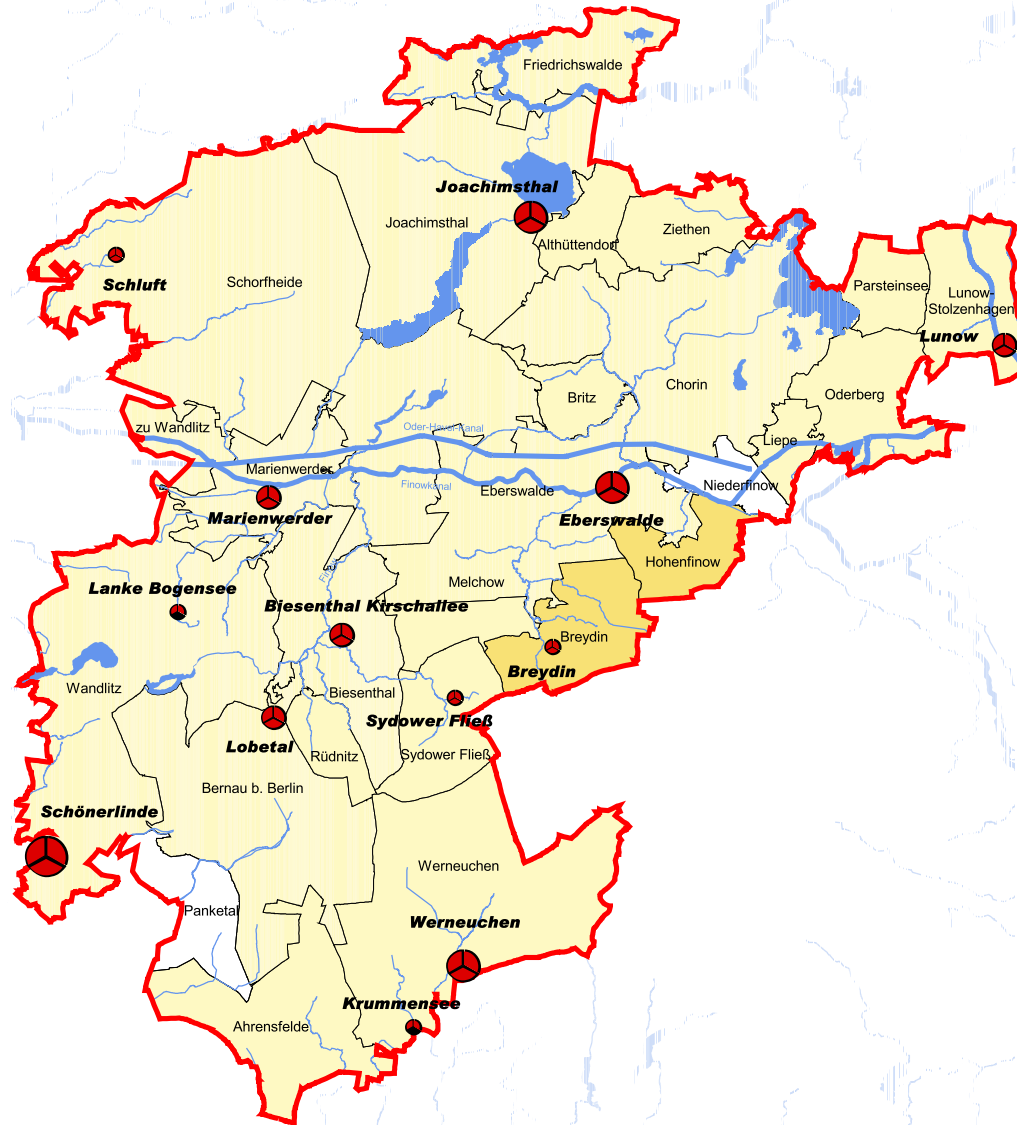 Friedrichswalde
Joachimsthal
Joachimsthal
Althüttendorf
Ziethen
Schluft
Schorfheide
Parsteinsee
Lunow-
Stolzenhagen
Lunow
Britz
Chorin
Oderberg
zu Wandlitz
Oder-Havel-Kanal
Liepe
Marienwerder
Finowkanal
Eberswalde
Niederfinow
Marienwerder
Eberswalde
Hohenfinow
Melchow
Lanke Bogensee
Biesenthal Kirschallee
Breydin
Breydin
Wandlitz
Biesenthal
Sydower Fließ
Lobetal
Rüdnitz
Sydower Fließ
Bernau b. Berlin
Schönerlinde
Werneuchen
Panketal
Werneuchen
Krummensee
Ahrensfelde